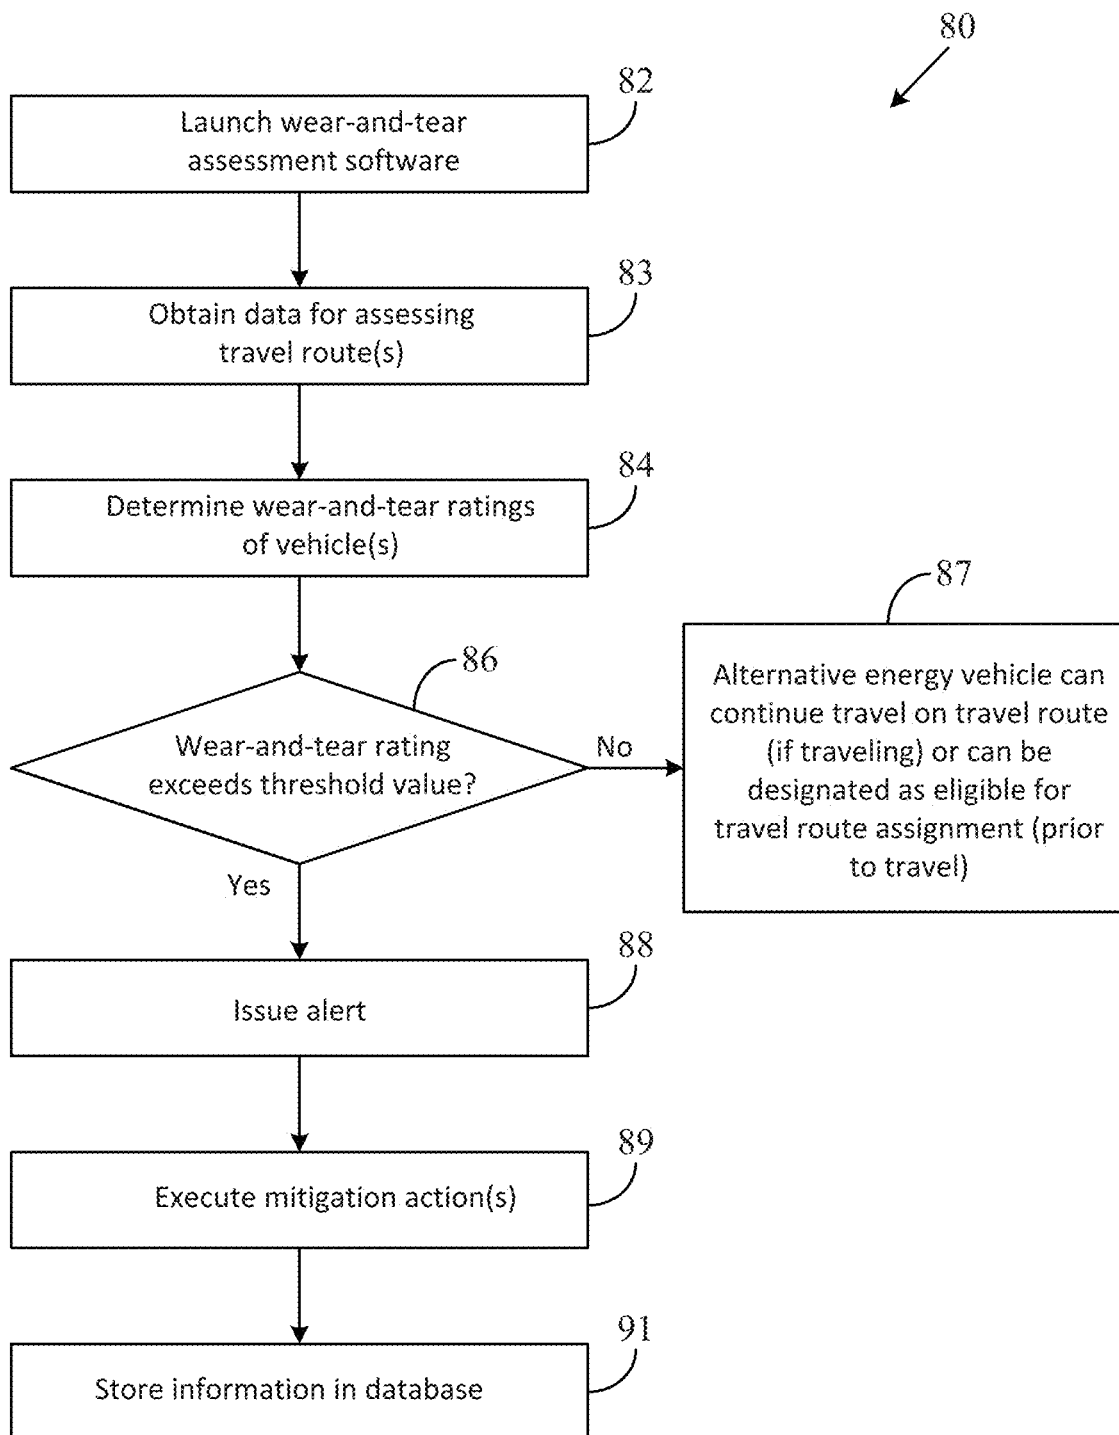 80
82
Launch wear-and-tear
assessment software
83
Obtain data for assessing
travel route(s)
84
Determine wear-and-tear ratings
of vehicle(s)
86
Wear-and-tear rating
exceeds threshold value?
No
87
Alternative energy vehicle can
continue travel on travel route
(if traveling) or can be
designated as eligible for
travel route assignment (prior
to travel)
Yes
88
Issue alert
89
Execute mitigation action(s)
91
Store information in database